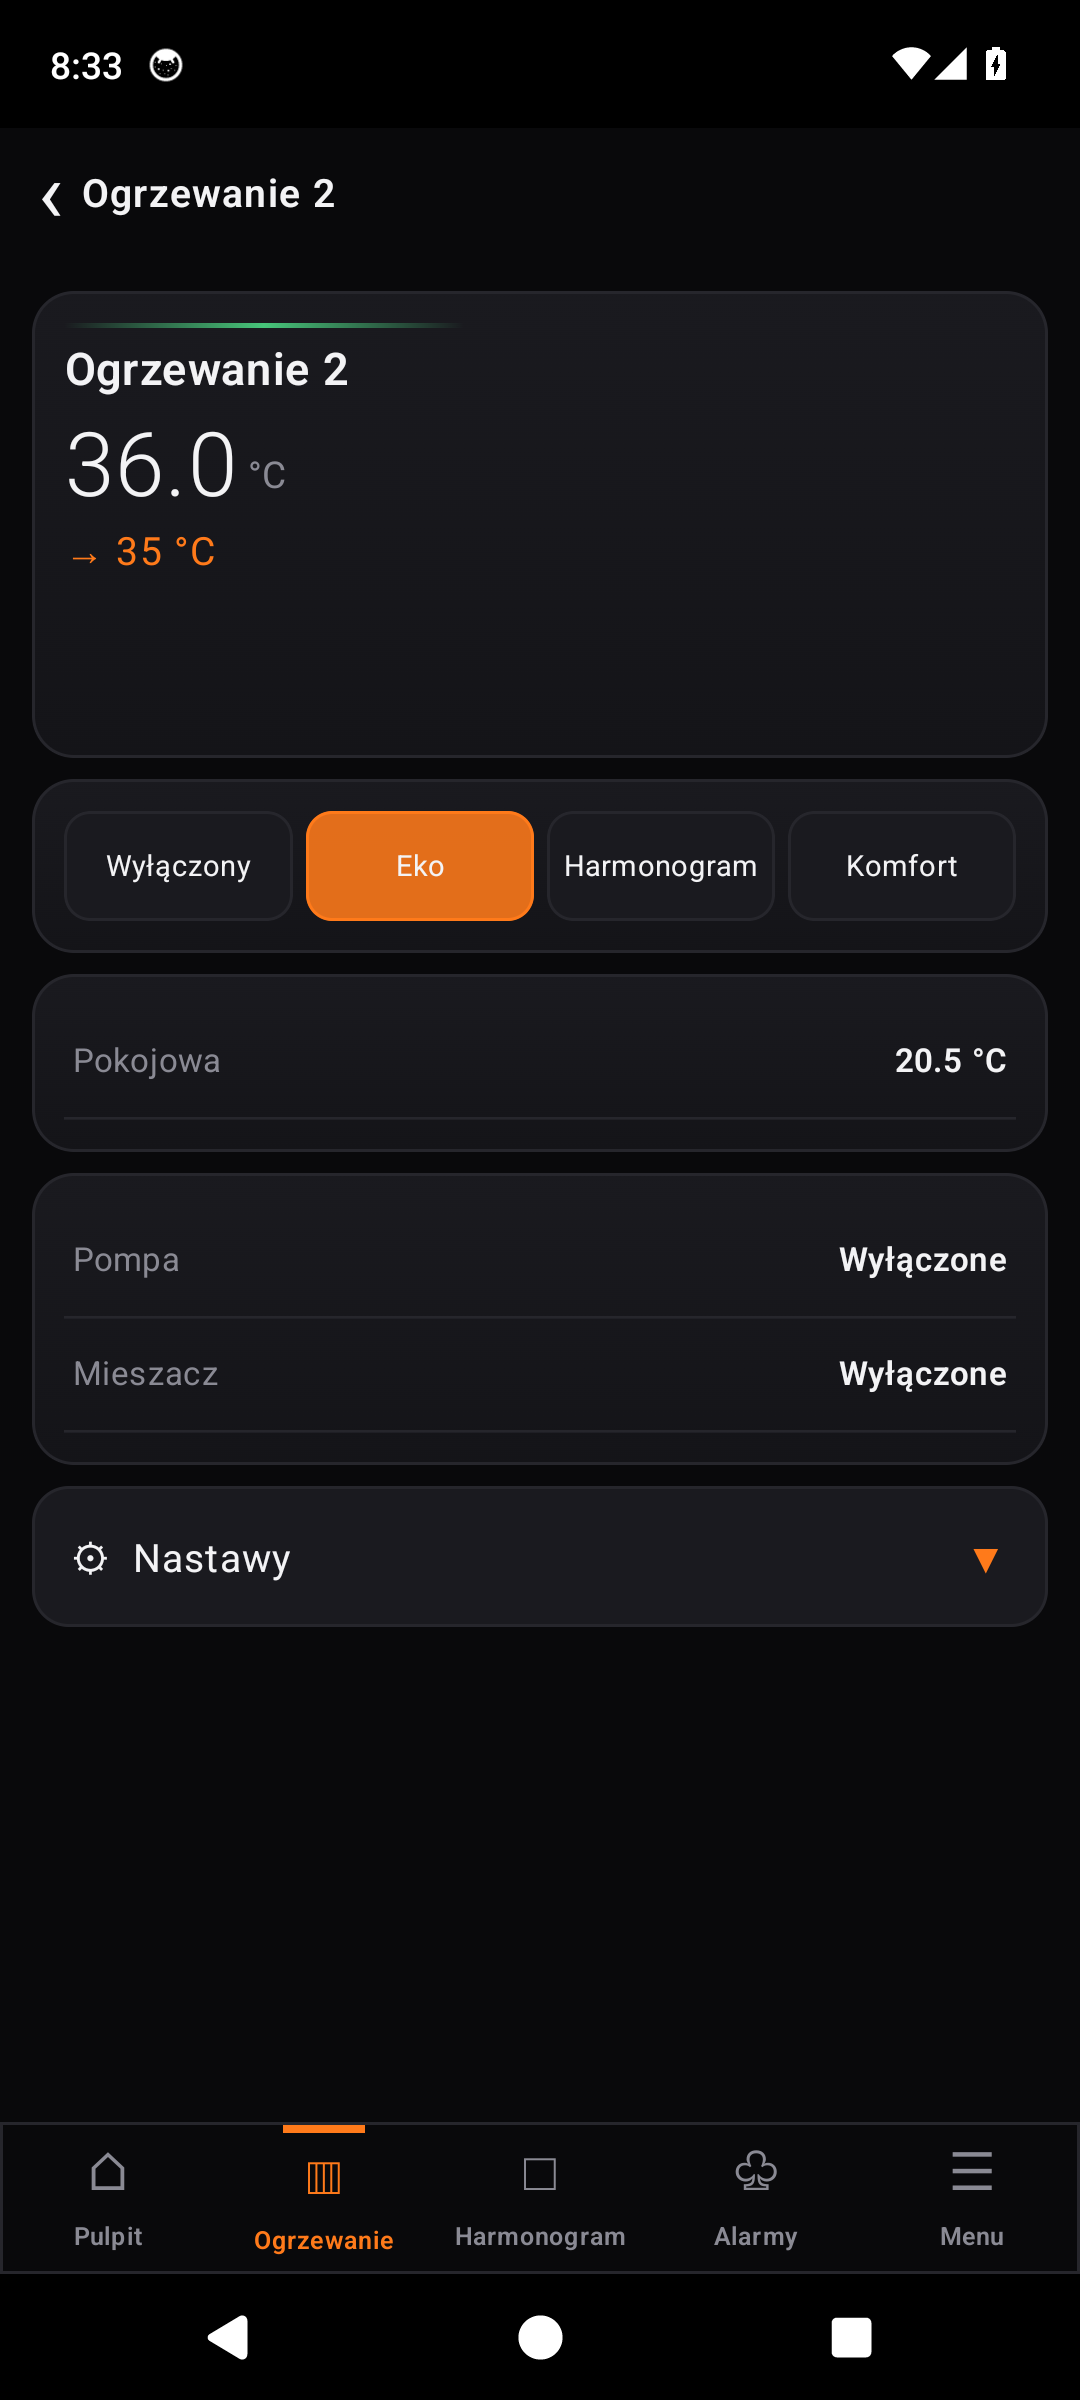 8:33
Ogrzewanie 2
Ogrzewanie 2
36.0 °C
→ 35 °C
Wyłączony Eko Harmonogram Komfort
Pokojowa 20.5 °C
Pompa Wyłączone
Mieszacz Wyłączone
Nastawy
Pulpit Ogrzewanie Harmonogram Alarmy Menu